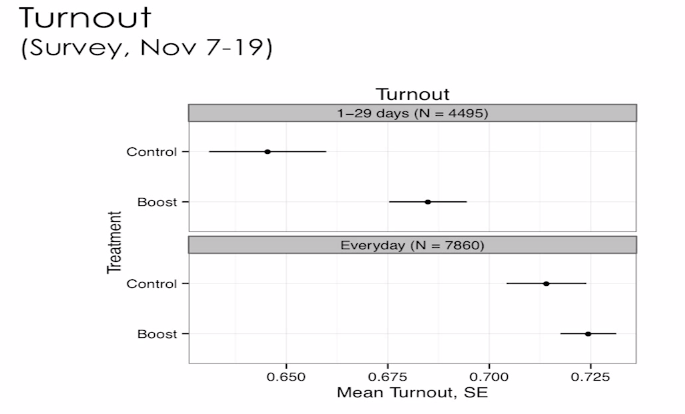 Turnout
(Survey, Nov 7-19)
Turnout
1–29 days (N = 4495)
Control
Boost
Everyday (N = 7860)
Control
Boost
Treatment
0.650 0.675 0.700 0.725
Mean Turnout, SE